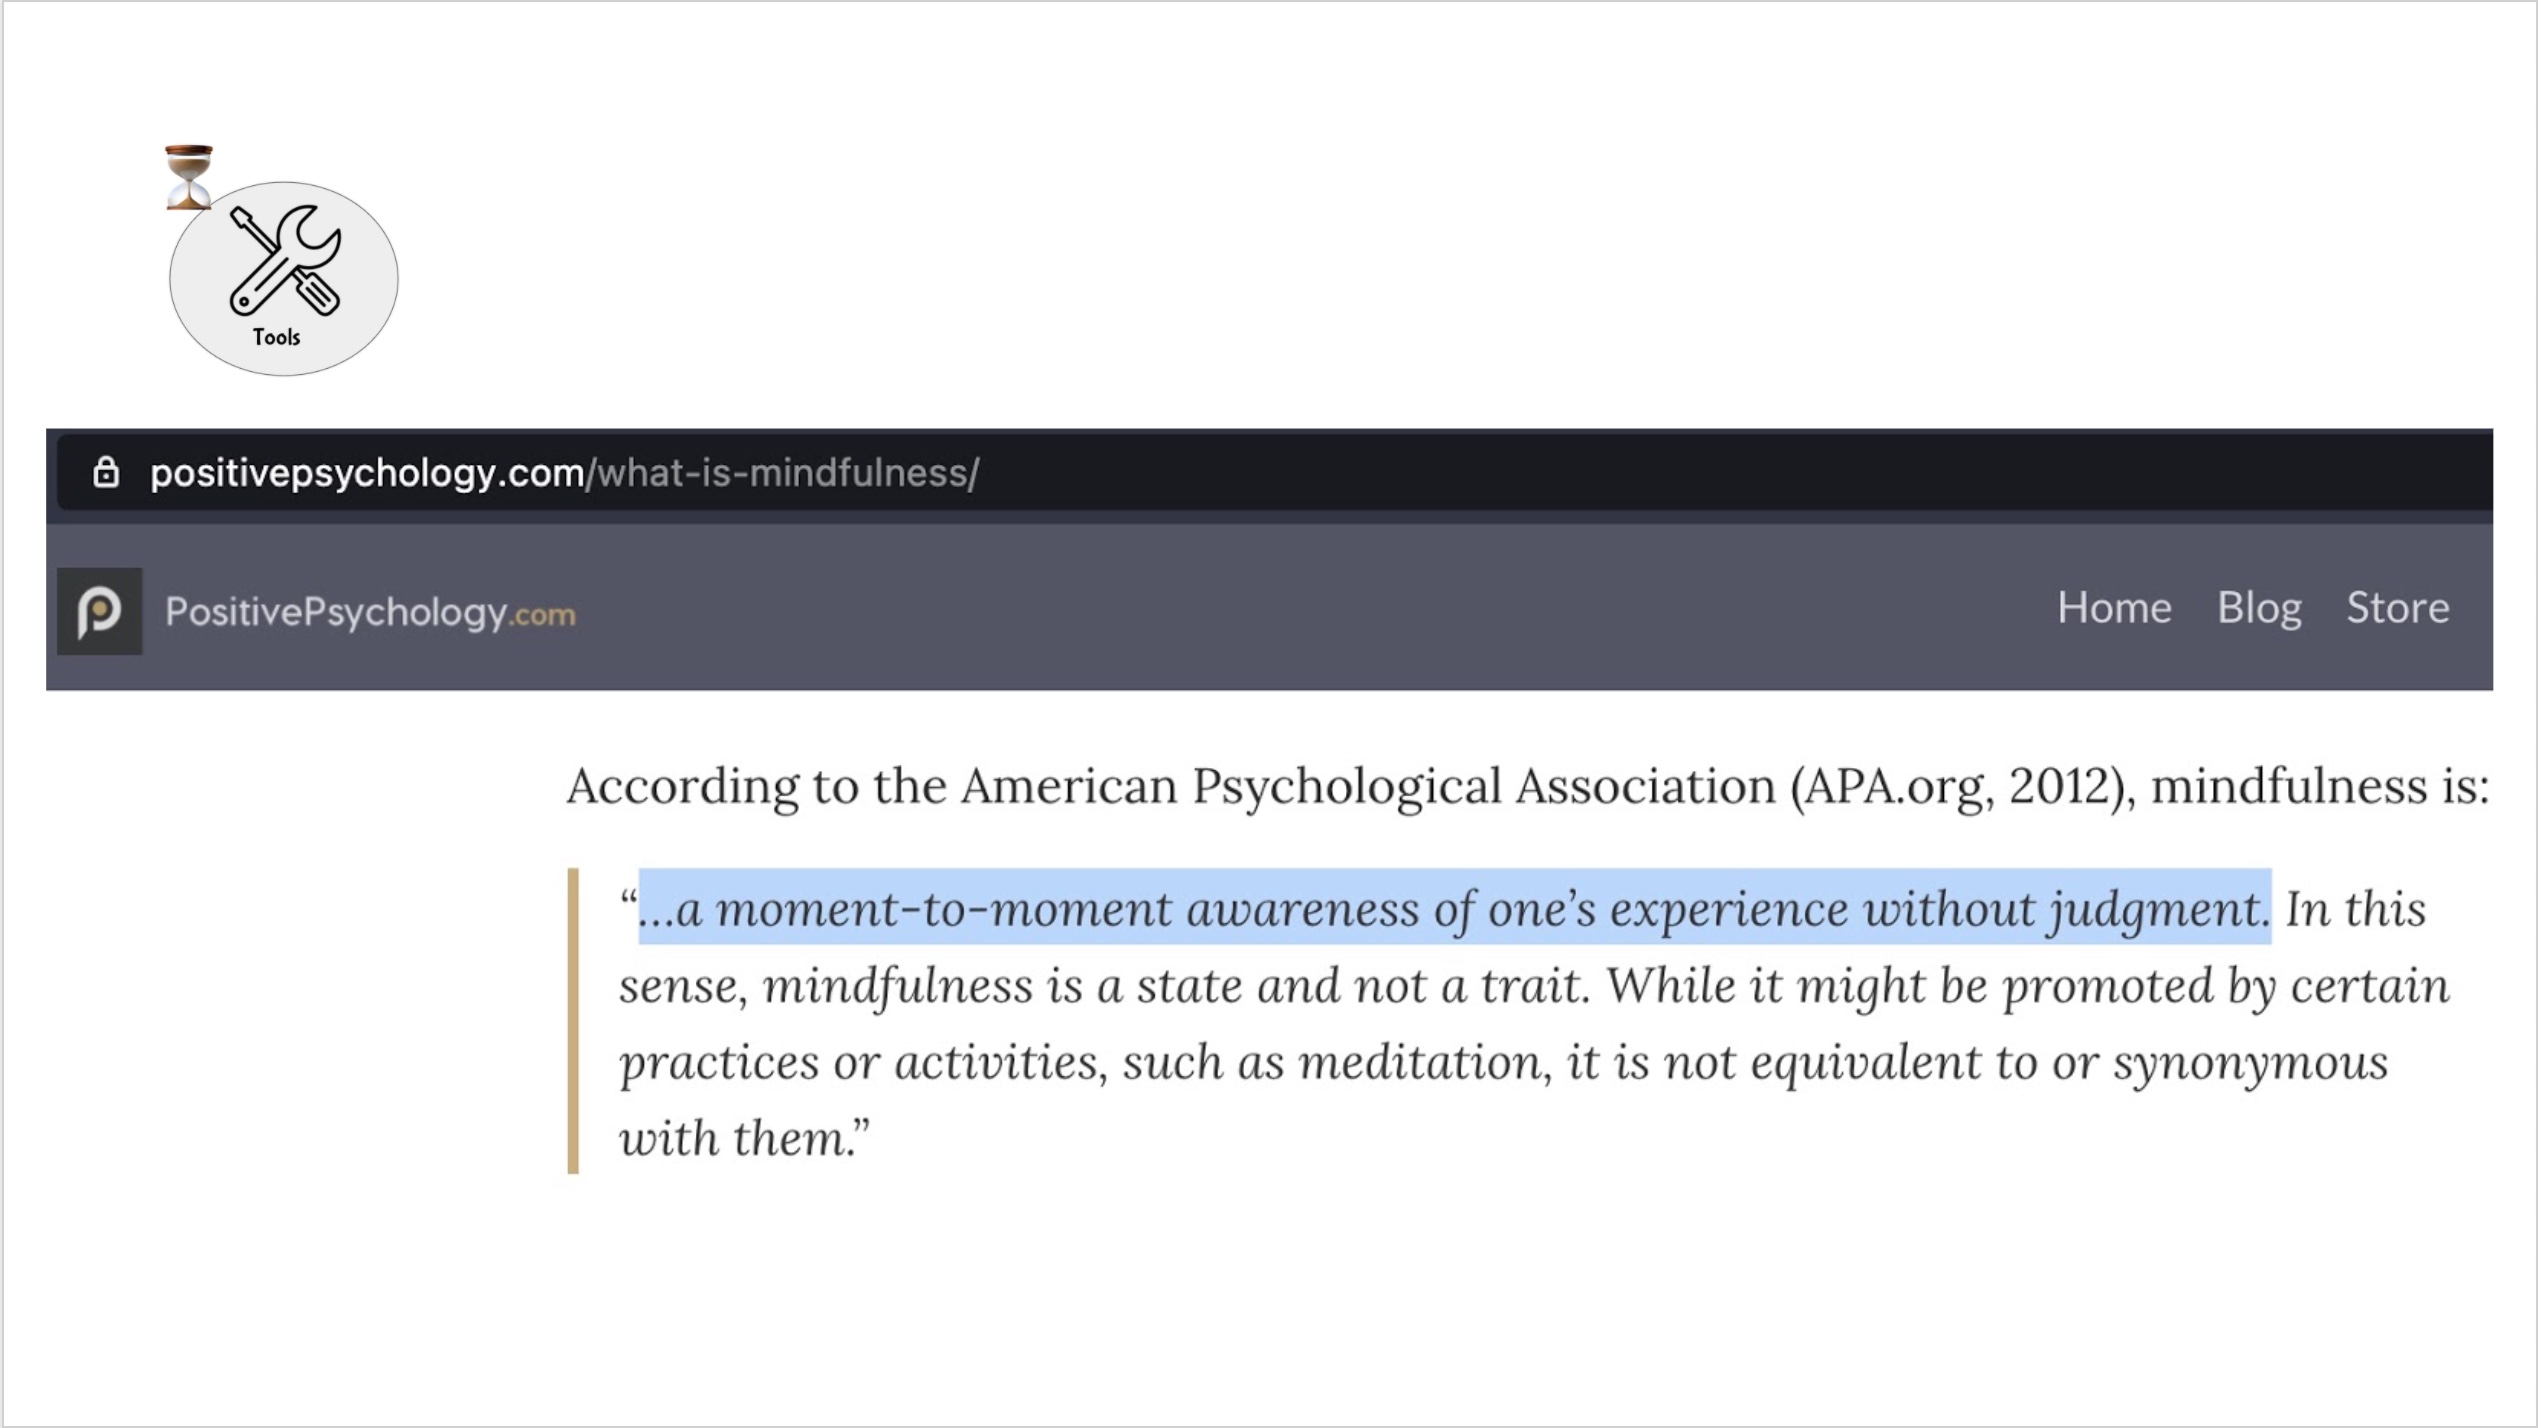 Tools
positivepsychology.com/what-is-mindfulness/
PositivePsychology.com
Home Blog Store
According to the American Psychological Association (APA.org, 2012), mindfulness is:
“…a moment-to-moment awareness of one’s experience without judgment. In this
sense, mindfulness is a state and not a trait. While it might be promoted by certain
practices or activities, such as meditation, it is not equivalent to or synonymous
with them.”